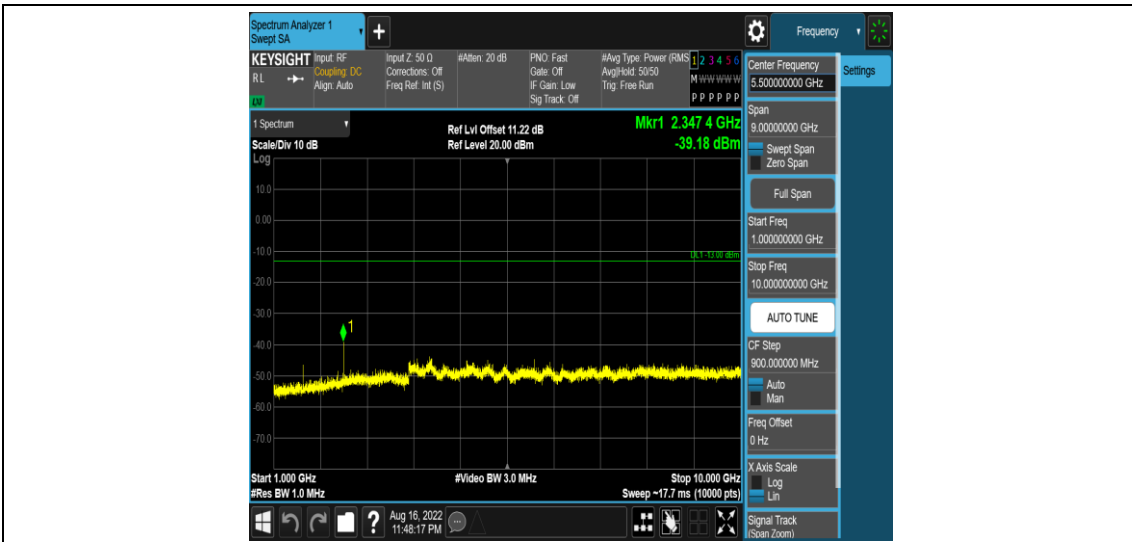 Spectrum Analyzer 1
Swept SA
+
Frequency
KEYSIGHT
RL
LNI
Input: RF
Coupling: DC
Align: Auto
Input Z: 50 Ω
Corrections: Off
Freq Ref: Int (S)
#Atten: 20 dB
PNO: Fast
Gate: Off
IF Gain: Low
Sig Track: Off
#Avg Type: Power (RMS
Avg|Hold: 50/50
Trig: Free Run
1 2 3 4 5 6
M W W W W W
P P P P P P
1 Spectrum
Scale/Div 10 dB
Log
Ref Lvl Offset 11.22 dB
Ref Level 20.00 dBm
Mkr1 2.347 4 GHz
-39.18 dBm
10.0
0.00
-10.0
DL1 -13.00 dBm
-20.0
-30.0
1
-40.0
-50.0
-60.0
-70.0
Start 1.000 GHz
#Res BW 1.0 MHz
#Video BW 3.0 MHz
Stop 10.000 GHz
Sweep ~17.7 ms (10000 pts)
?
Aug 16, 2022
11:48:17 PM
Center Frequency
5.500000000 GHz
Settings
Span
9.00000000 GHz
Swept Span
Zero Span
Full Span
Start Freq
1.000000000 GHz
Stop Freq
10.000000000 GHz
AUTO TUNE
CF Step
900.000000 MHz
Auto
Man
Freq Offset
0 Hz
X Axis Scale
Log
Lin
Signal Track
(Span Zoom)